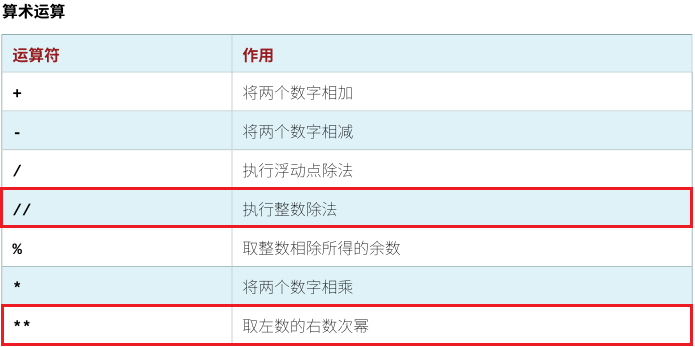 算术运算
运算符 作用
+ 将两个数字相加
- 将两个数字相减
/ 执行浮动点除法
// 执行整数除法
% 取整数相除所得的余数
* 将两个数字相乘
** 取左数的右数次幂